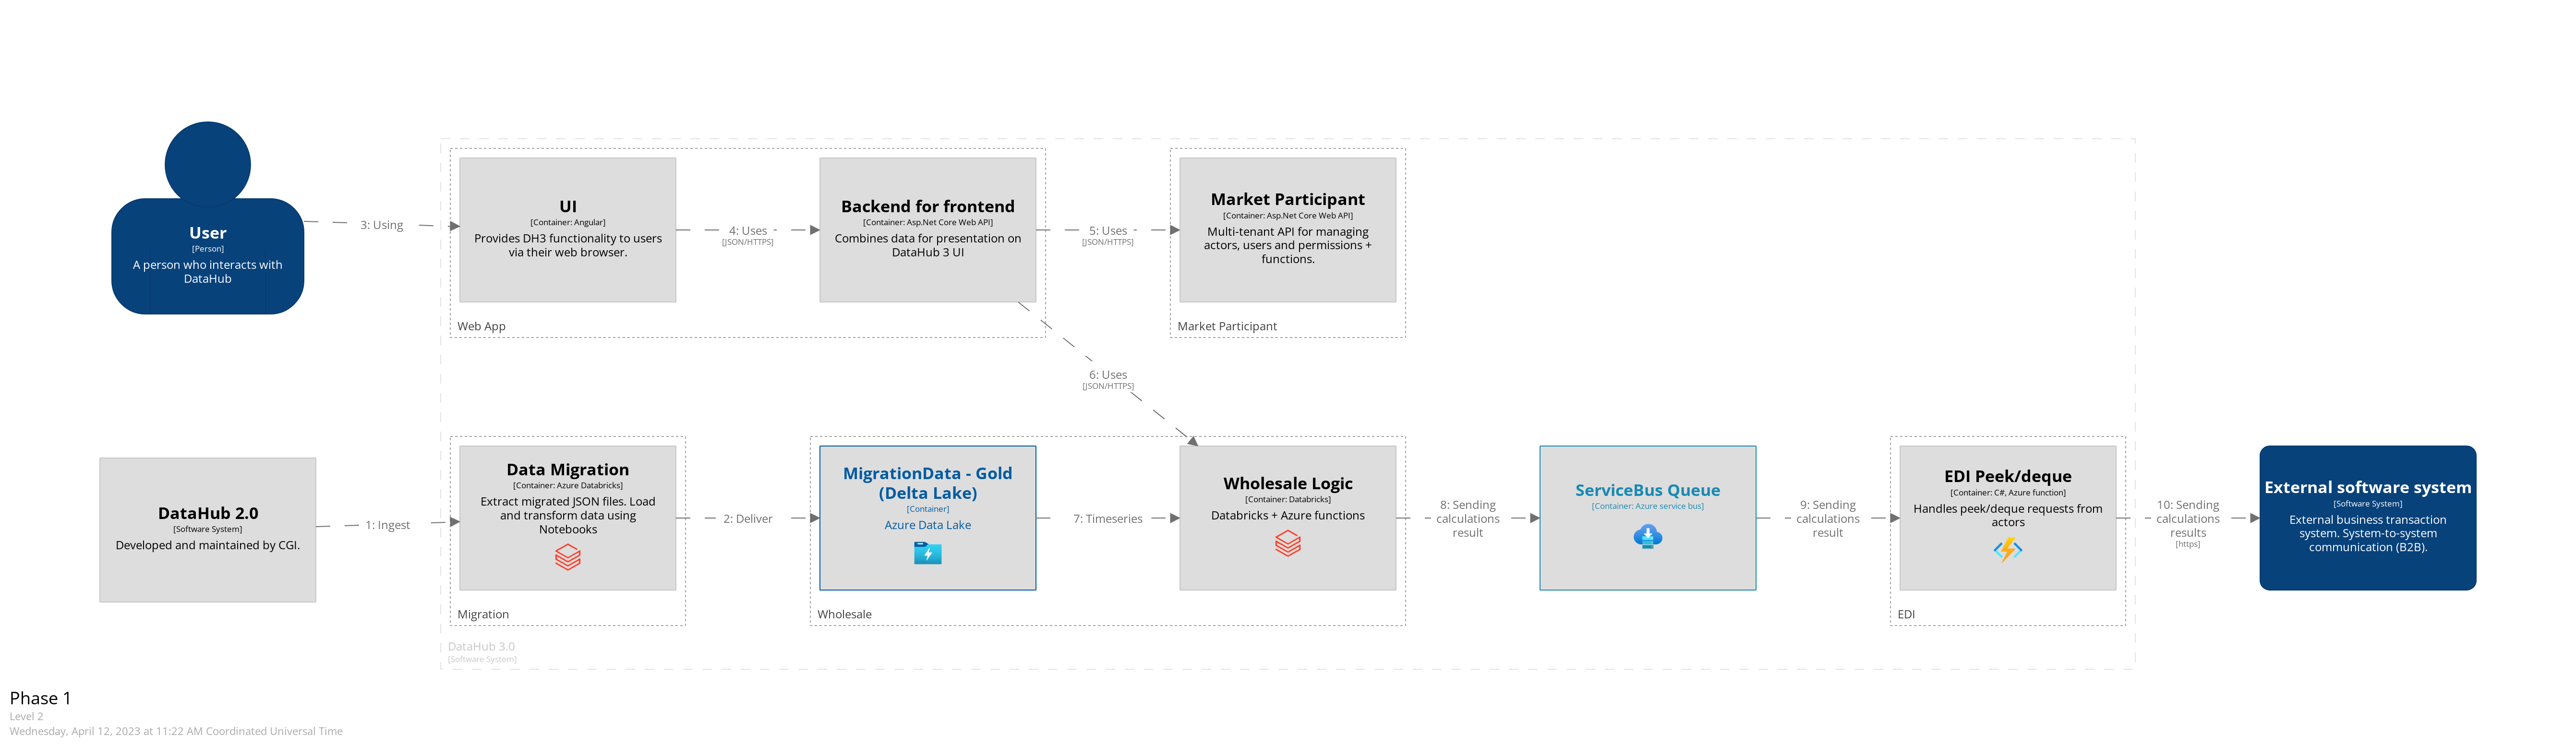 User
[Person]
A person who interacts with
DataHub
3: Using
UI
[Container: Angular]
Provides DH3 functionality to users
via their web browser.
4: Uses
[JSON/HTTPS]
Backend for frontend
[Container: Asp.Net Core Web API]
Combines data for presentation on
DataHub 3 UI
Web App
5: Uses
[JSON/HTTPS]
Market Participant
[Container: Asp.Net Core Web API]
Multi-tenant API for managing
actors, users and permissions +
functions.
Market Participant
6: Uses
[JSON/HTTPS]
DataHub 2.0
[Software System]
Developed and maintained by CGI.
1: Ingest
Data Migration
[Container: Azure Databricks]
Extract migrated JSON files. Load
and transform data using
Notebooks
Migration
2: Deliver
MigrationData - Gold
(Delta Lake)
[Container]
Azure Data Lake
7: Timeseries
Wholesale Logic
[Container: Databricks]
Databricks + Azure functions
Wholesale
8: Sending
calculations
result
ServiceBus Queue
[Container: Azure service bus]
9: Sending
calculations
result
EDI Peek/deque
[Container: C#, Azure function]
Handles peek/deque requests from
actors
EDI
10: Sending
calculations
results
[https]
External software system
[Software System]
External business transaction
system. System-to-system
communication (B2B).
DataHub 3.0
[Software System]
Phase 1
Level 2
Wednesday, April 12, 2023 at 11:22 AM Coordinated Universal Time